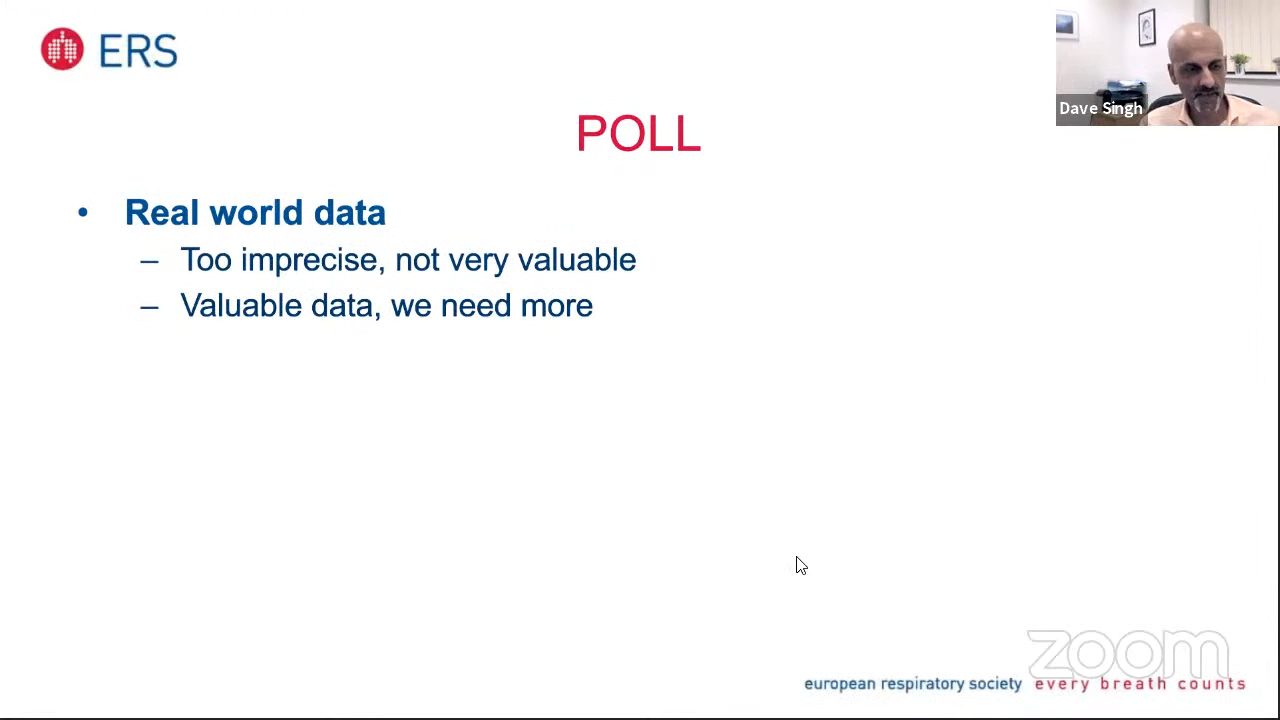 ERS
Dave Singh
POLL
• Real world data
– Too imprecise, not very valuable
– Valuable data, we need more
zoom
european respiratory society every breath counts